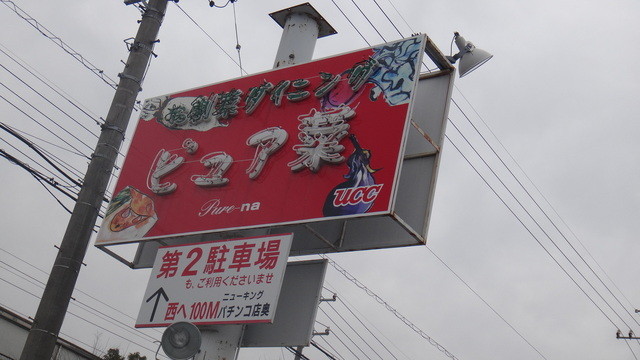 創菜ダイニング
ピュア菜
Pure-na
ucc
第2駐車場
も、ご利用くださいませ
西へ100M ニューキング
パチンコ店奥